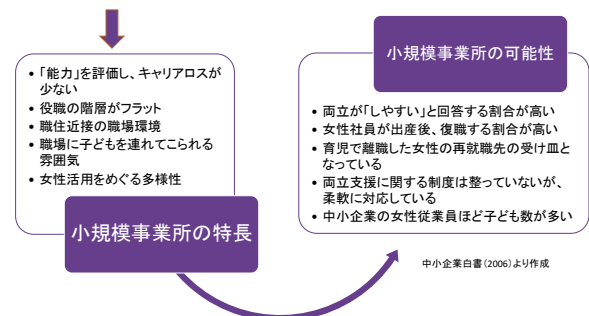 • 「能力」を評価し、キャリアロスが
少ない
• 役職の階層がフラット
• 職住近接の職場環境
• 職場に子どもを連れてこられる
雰囲気
• 女性活用をめぐる多様性
小規模事業所の特長
小規模事業所の可能性
• 両立が「しやすい」と回答する割合が高い
• 女性社員が出産後、復職する割合が高い
• 育児で離職した女性の再就職先の受け皿と
なっている
• 両立支援に関する制度は整っていないが、
柔軟に対応している
• 中小企業の女性従業員ほど子ども数が多い
中小企業白書(2006)より作成